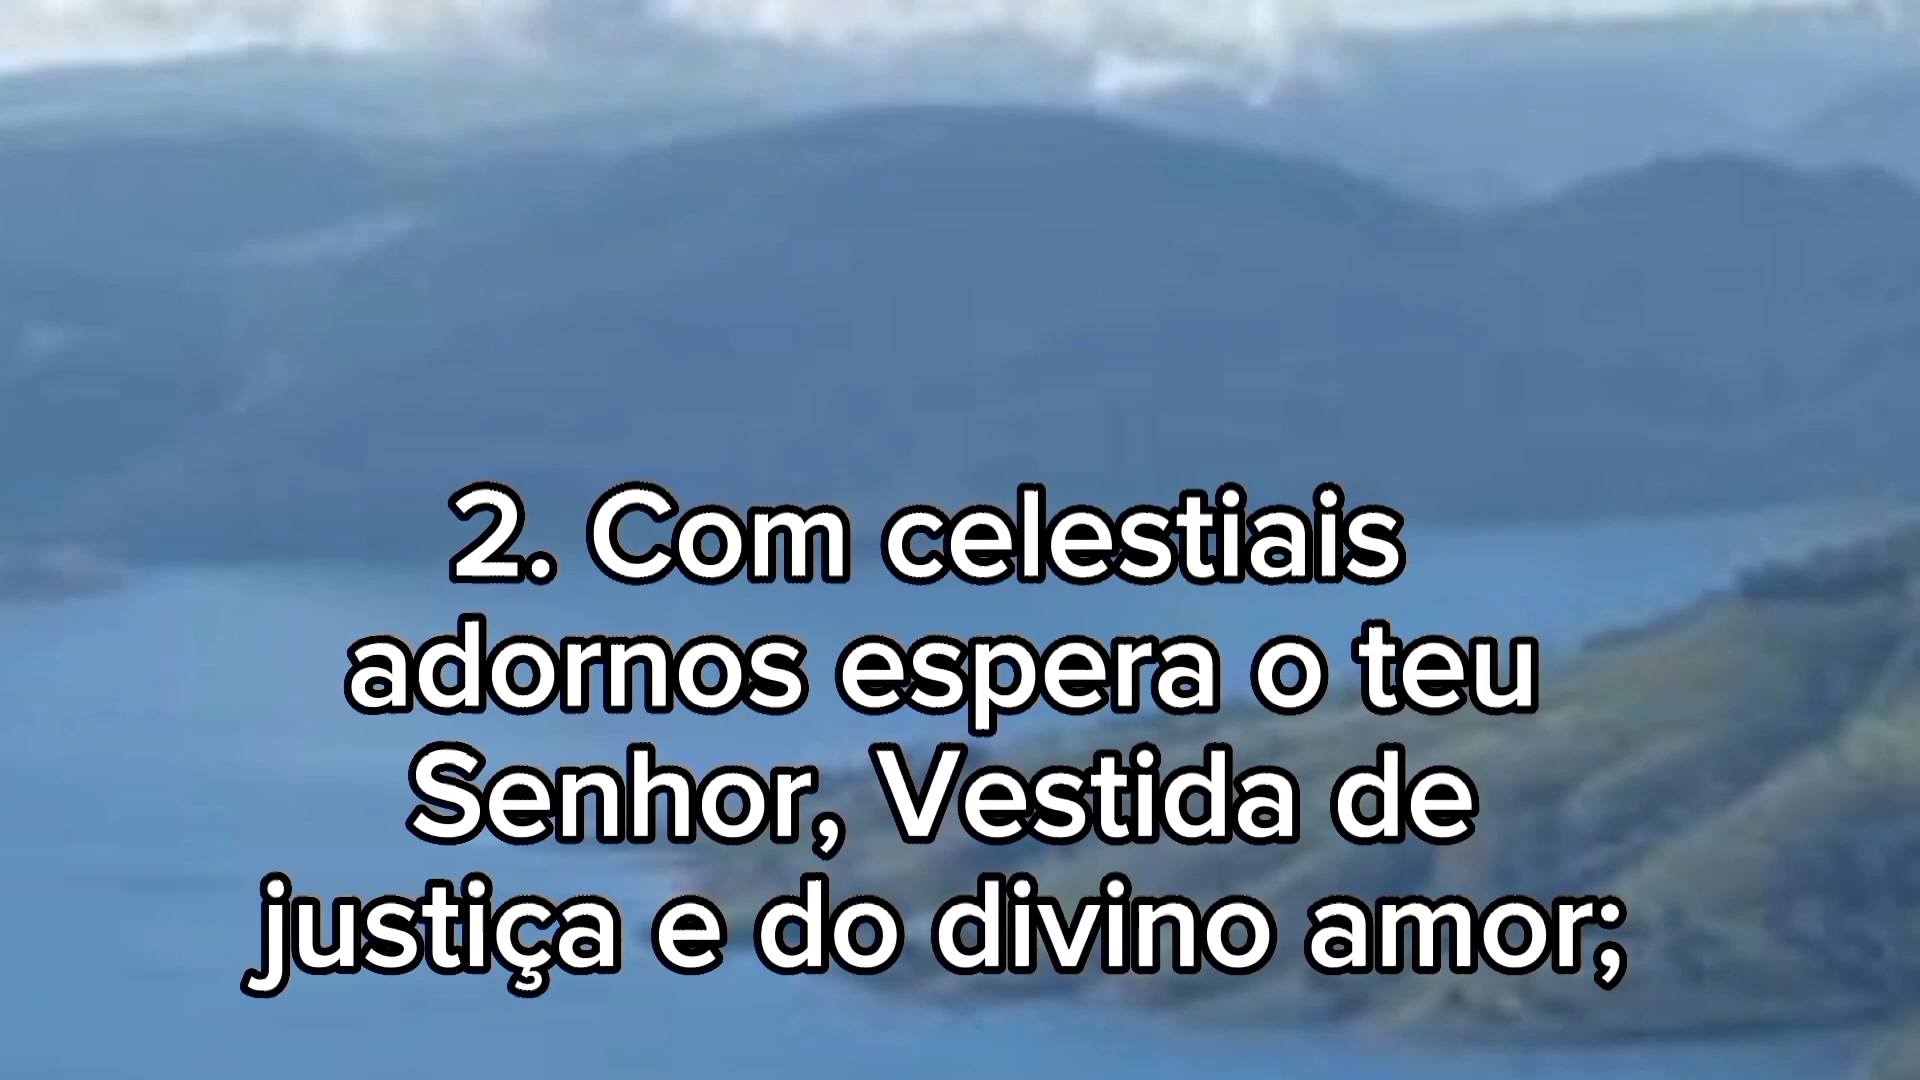 2. Com celestiais
adornos espera o teu
Senhor, Vestida de
justiça e do divino amor;